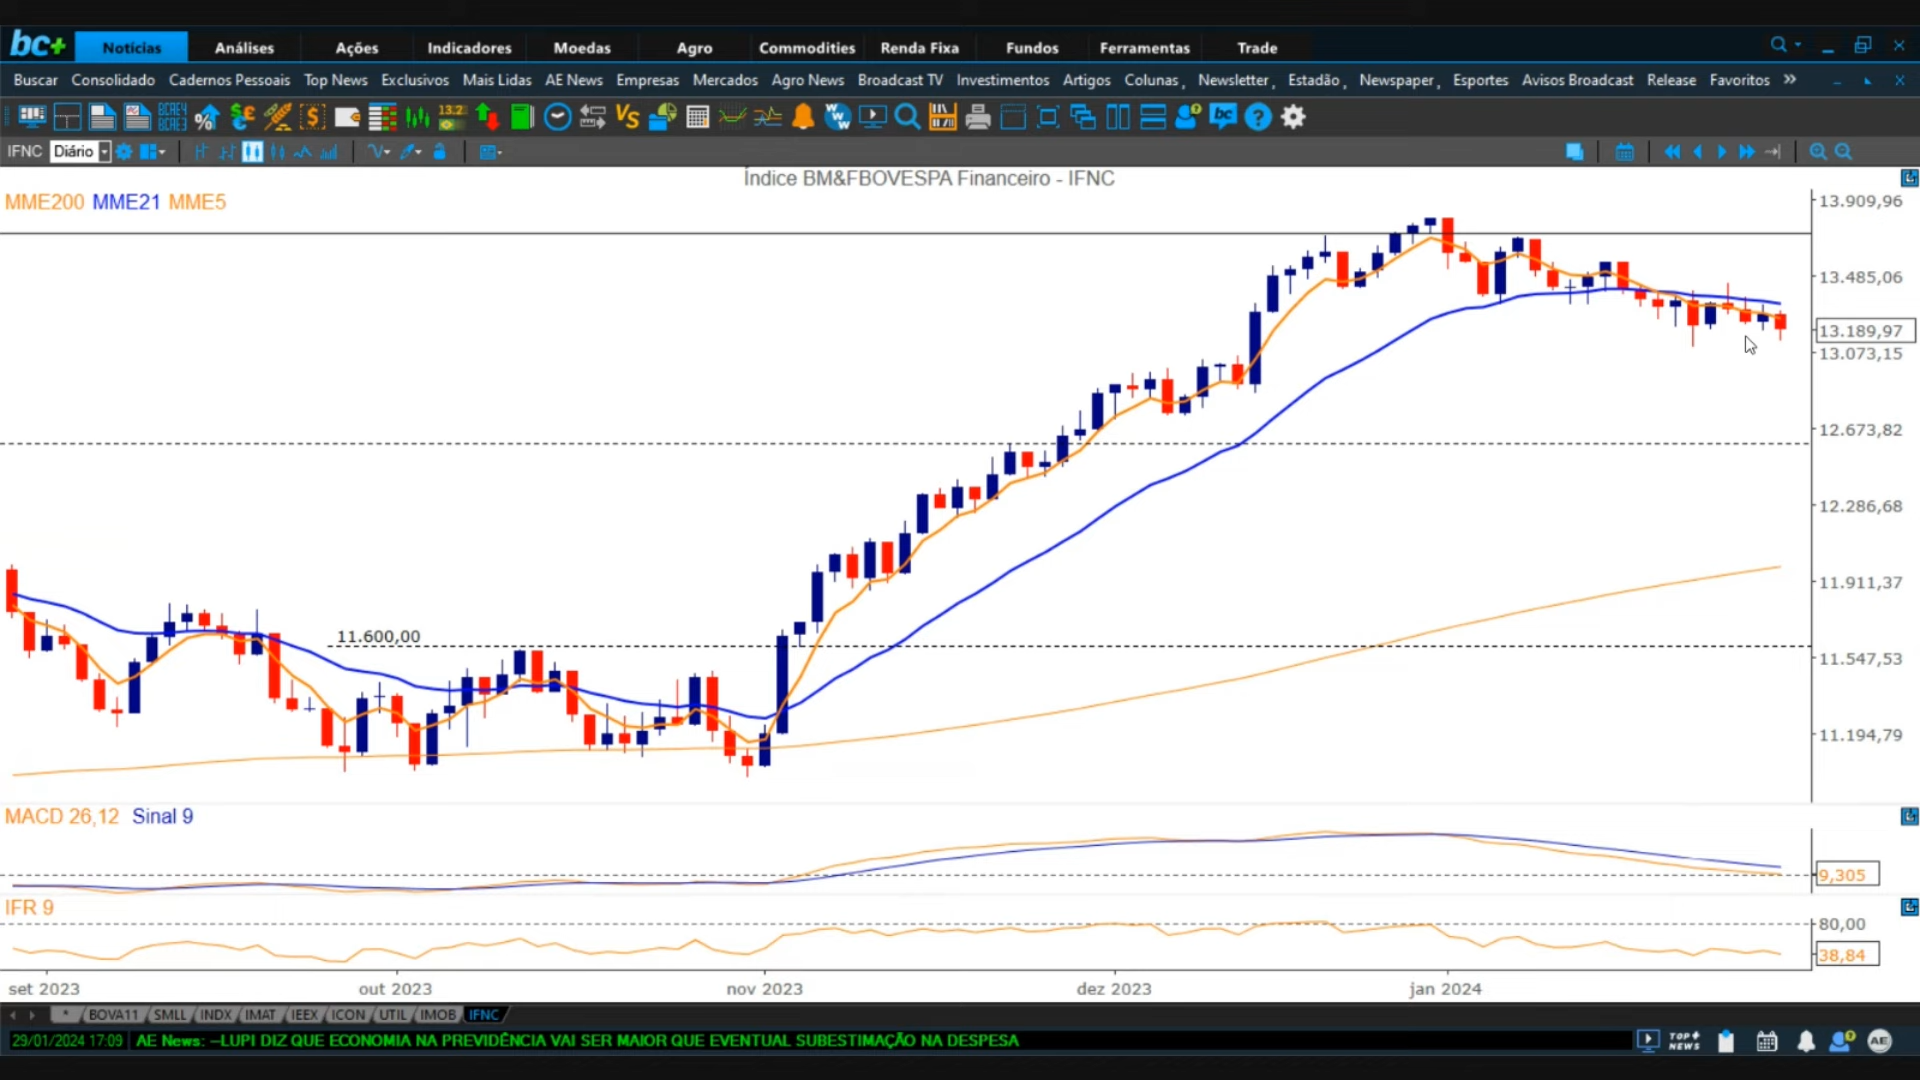 bc+ Notícias Análises Ações Indicadores Moedas Agro Commodities Renda Fixa Fundos Ferramentas Trade
Buscar Consolidado Cadernos Pessoais Top News Exclusivos Mais Lidas AE News Empresas Mercados Agro News Broadcast TV Investimentos Artigos Colunas, Newsletter, Estadão, Newspaper, Esportes Avisos Broadcast Release Favoritos »
IFNC Diário
Índice BM&FBOVESPA Financeiro - IFNC
MME200 MME21 MME5
13.909,96
13.485,06
13.189,97
13.073,15
12.673,82
12.286,68
11.911,37
11.600,00
11.547,53
11.194,79
MACD 26,12 Sinal 9
9,305
IFR 9
80,00
38,84
set 2023 out 2023 nov 2023 dez 2023 jan 2024
* BOVA11 SMLL INDX IMAT IEEX ICON UTIL IMOB IFNC
29/01/2024 17:09 AE News: --LUPI DIZ QUE ECONOMIA NA PREVIDÊNCIA VAI SER MAIOR QUE EVENTUAL SUBESTIMAÇÃO NA DESPESA
TOP+ NEWS AE